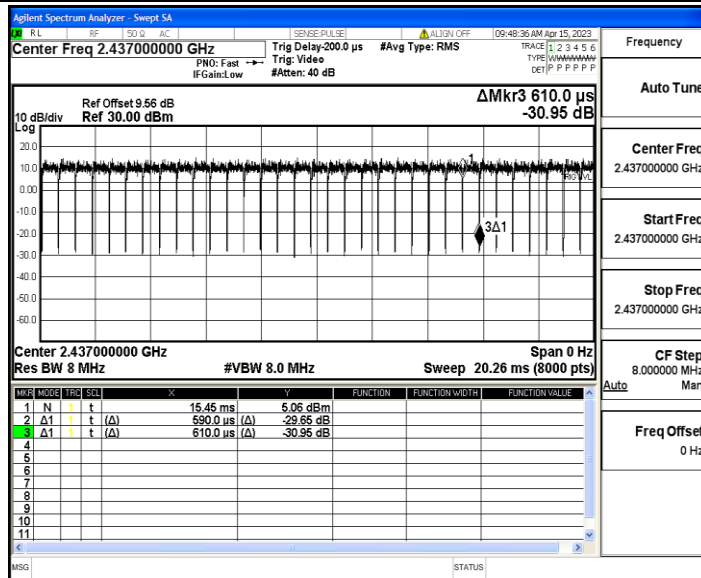 Agilent Spectrum Analyzer - Swept SA
RL RF 50 Ω AC SENSE:PULSE ALIGN OFF 09:48:36 AM Apr 15, 2023
Center Freq 2.437000000 GHz
PNO: Fast
IFGain:Low
Trig Delay-200.0 µs
Trig: Video
#Atten: 40 dB
#Avg Type: RMS
TRACE 1 2 3 4 5 6
TYPE
DET P P P P P P
ΔMkr3 610.0 µs
-30.95 dB
Ref Offset 9.56 dB
10 dB/div Ref 30.00 dBm
Log
20.0
10.0
0.00
-10.0
-20.0
-30.0
-40.0
-50.0
-60.0
1
3Δ1
Center 2.437000000 GHz Span 0 Hz
Res BW 8 MHz #VBW 8.0 MHz Sweep 20.26 ms (8000 pts)
MKR MODE TRC SCL X Y FUNCTION FUNCTION WIDTH FUNCTION VALUE
1 N 1 t 15.45 ms 5.06 dBm
2 Δ1 1 t (Δ) 590.0 µs (Δ) -29.65 dB
3 Δ1 1 t (Δ) 610.0 µs (Δ) -30.95 dB
4
5
6
7
8
9
10
11
MSG STATUS
Frequency
Auto Tune
Center Freq
2.437000000 GHz
Start Freq
2.437000000 GHz
Stop Freq
2.437000000 GHz
CF Step
8.000000 MHz
Auto Man
Freq Offset
0 Hz